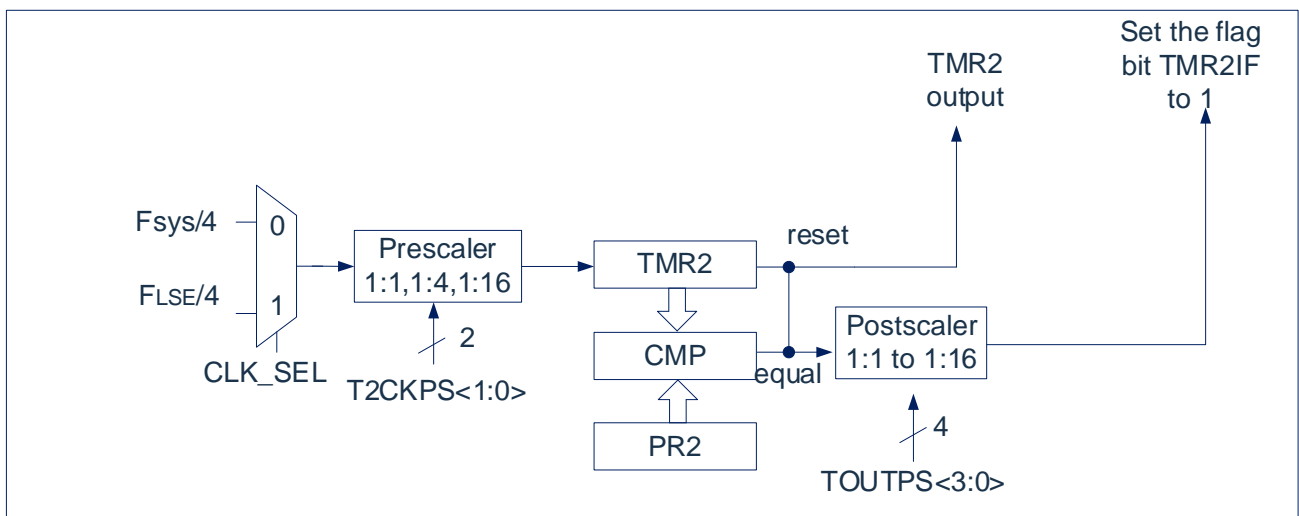 Set the flag
bit TMR2IF
to 1
TMR2
output
Fsys/4
0
Prescaler
1:1,1:4,1:16
TMR2
reset
FLSE/4
1
CLK_SEL
2
T2CKPS<1:0>
CMP
equal
Postscaler
1:1 to 1:16
PR2
4
TOUTPS<3:0>